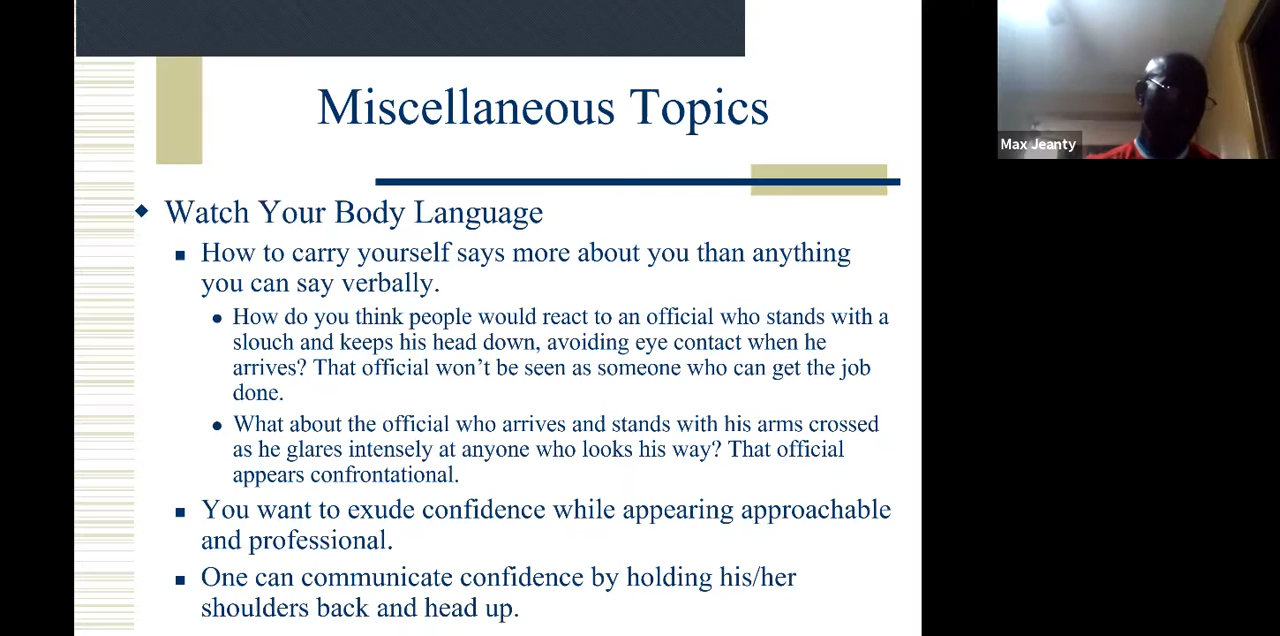 Miscellaneous Topics
Max Jeanty
Watch Your Body Language
How to carry yourself says more about you than anything
you can say verbally.
How do you think people would react to an official who stands with a
slouch and keeps his head down, avoiding eye contact when he
arrives? That official won't be seen as someone who can get the job
done.
What about the official who arrives and stands with his arms crossed
as he glares intensely at anyone who looks his way? That official
appears confrontational.
You want to exude confidence while appearing approachable
and professional.
One can communicate confidence by holding his/her
shoulders back and head up.